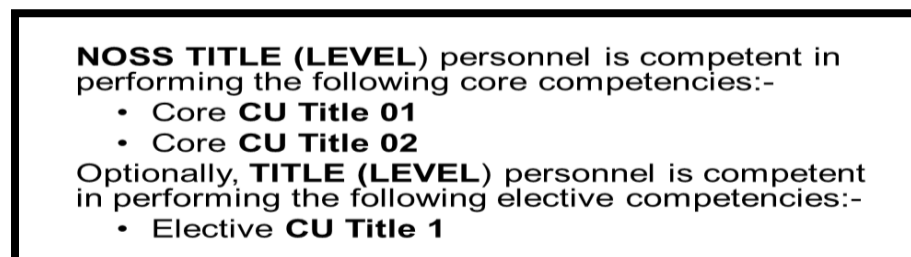 NOSS TITLE (LEVEL) personnel is competent in
performing the following core competencies:-
• Core CU Title 01
• Core CU Title 02
Optionally, TITLE (LEVEL) personnel is competent
in performing the following elective competencies:-
• Elective CU Title 1